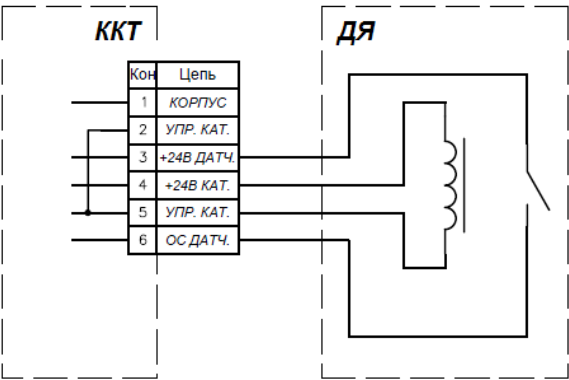 ККТ
ДЯ
Кон Цепь
1 КОРПУС
2 УПР. КАТ.
3 +24В ДАТЧ.
4 +24В КАТ.
5 УПР. КАТ.
6 ОС ДАТЧ.